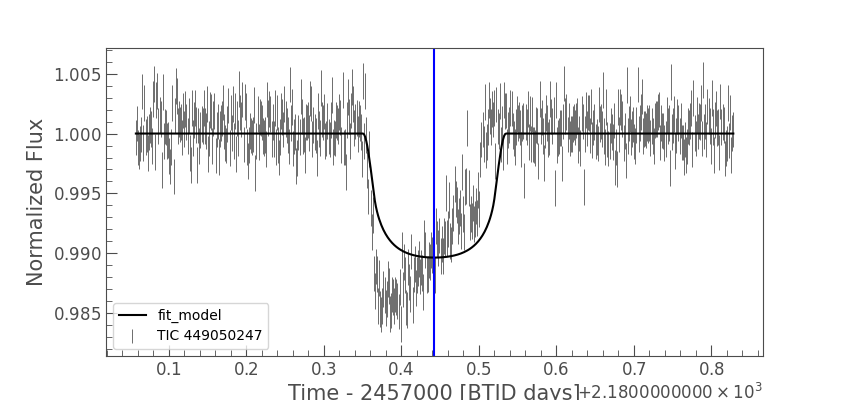 1.005
1.000
0.995
0.990
0.985
Normalized Flux
fit_model
TIC 449050247
0.1 0.2 0.3 0.4 0.5 0.6 0.7 0.8
Time - 2457000 [BTJD days]
+2.1800000000 × 10³